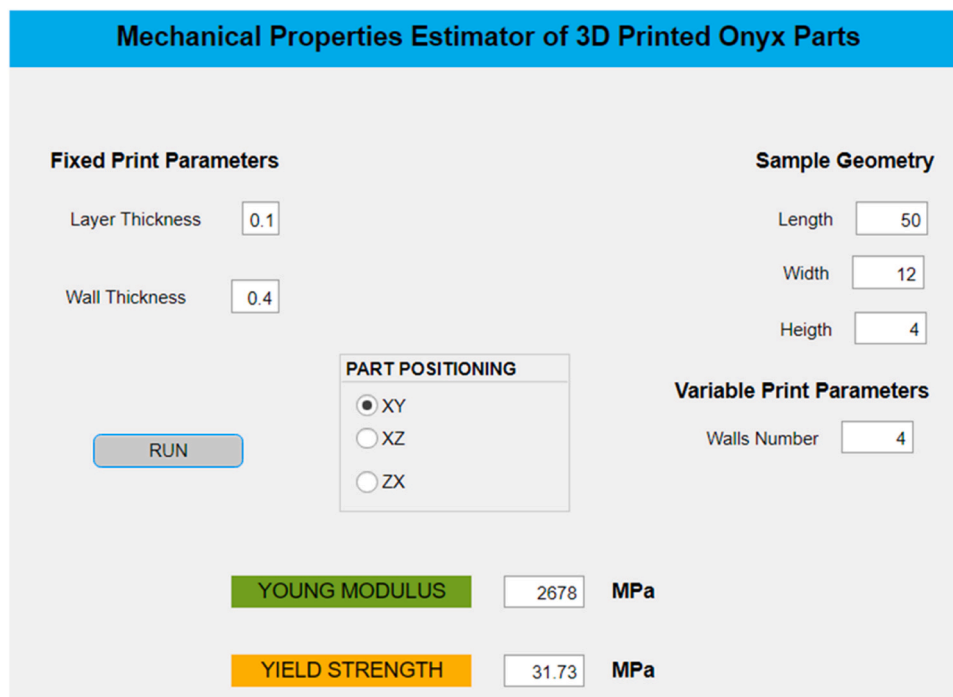 Mechanical Properties Estimator of 3D Printed Onyx Parts
Fixed Print Parameters
Layer Thickness 0.1
Wall Thickness 0.4
Sample Geometry
Length 50
Width 12
Heigth 4
PART POSITIONING
XY
XZ
ZX
Variable Print Parameters
Walls Number 4
RUN
YOUNG MODULUS 2678 MPa
YIELD STRENGTH 31.73 MPa